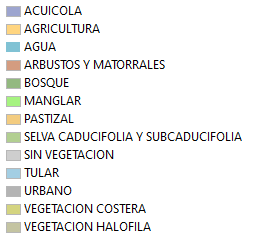 ACUICOLA
AGRICULTURA
AGUA
ARBUSTOS Y MATORRALES
BOSQUE
MANGLAR
PASTIZAL
SELVA CADUCIFOLIA Y SUBCADUCIFOLIA
SIN VEGETACION
TULAR
URBANO
VEGETACION COSTERA
VEGETACION HALOFILA